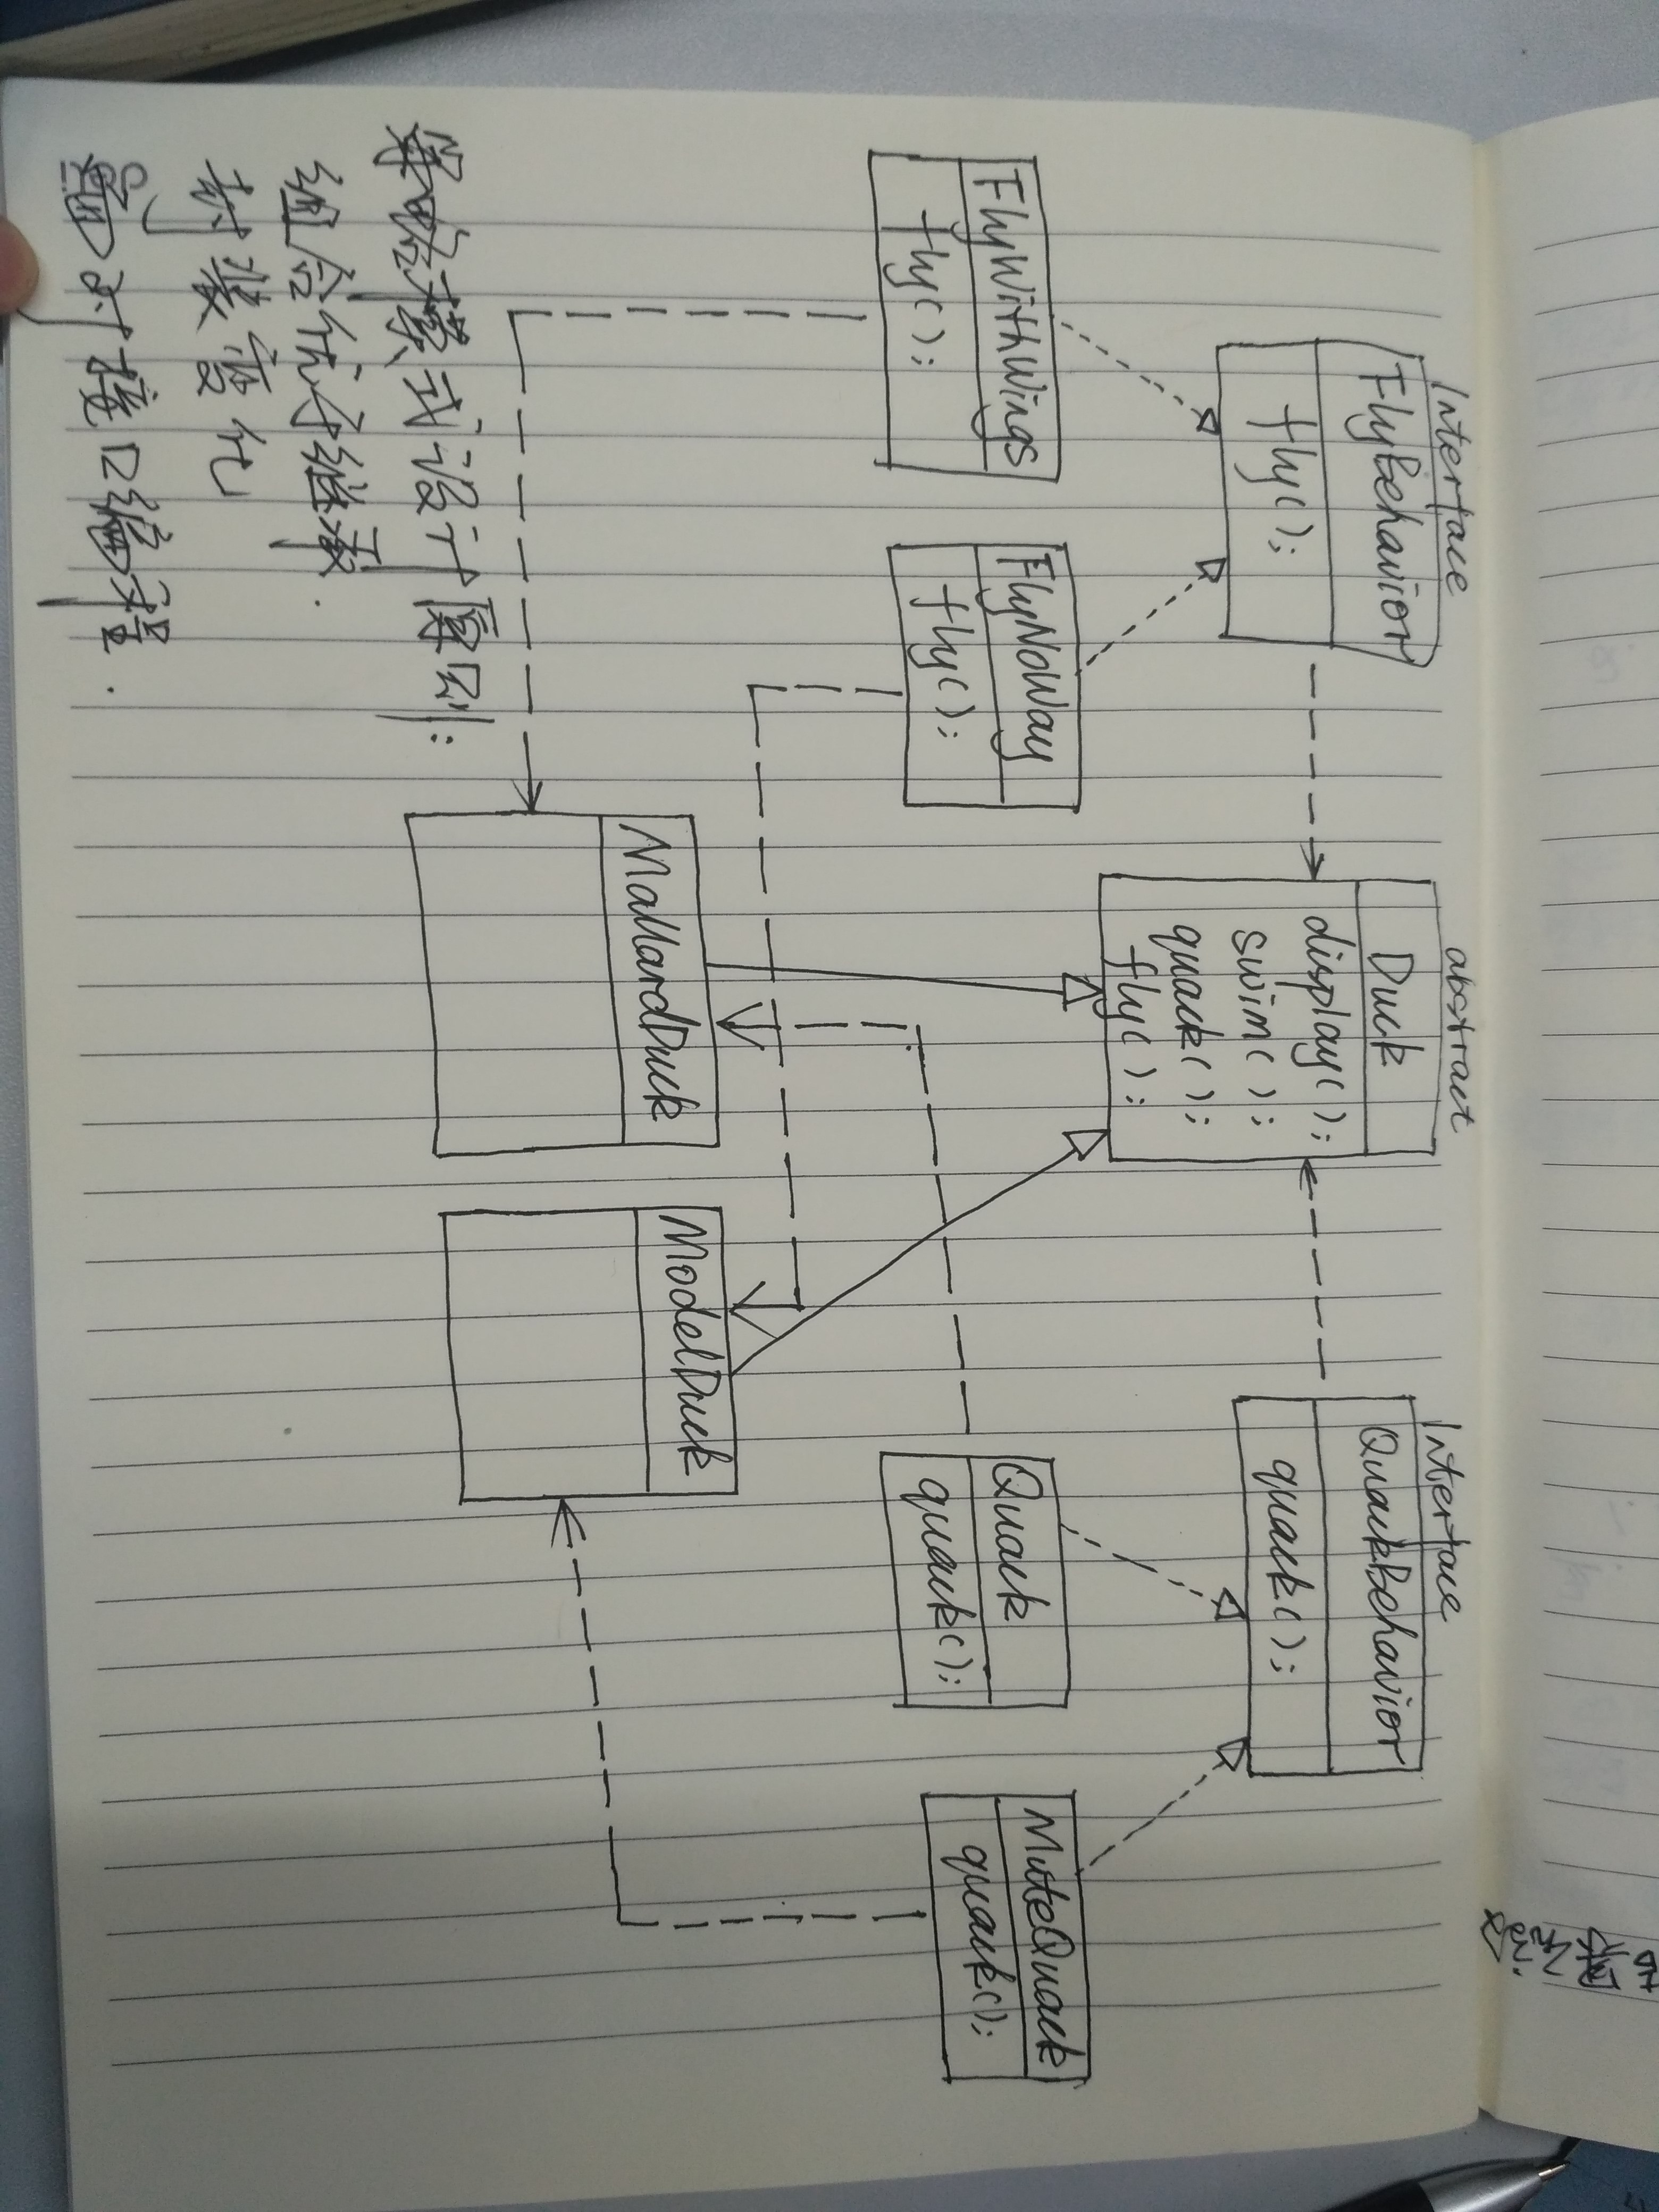 Interface
FlyBehavior
fly();
abstract
Duck
display();
swim();
quack();
fly();
Interface
QuackBehavior
quack();
FlyWithWings
fly();
FlyNoWay
fly();
Quack
quack();
MuteQuack
quack();
MallardDuck
ModelDuck
策略模式设计原则:
组合优于继承.
封装变化
面对接口编程.